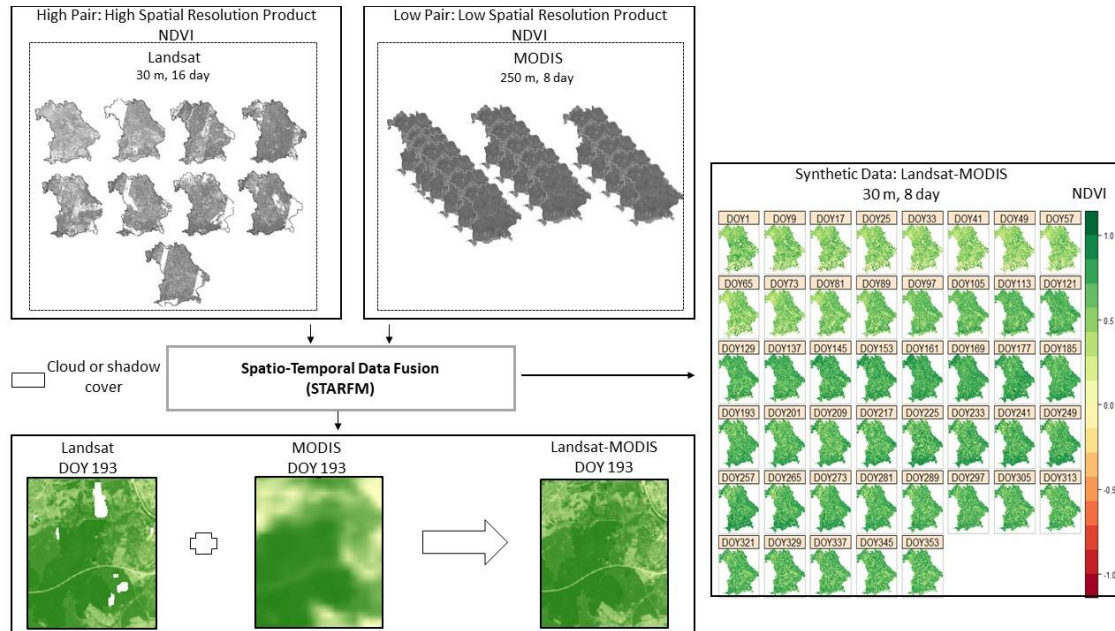 High Pair: High Spatial Resolution Product
NDVI
Landsat
30 m, 16 day
Low Pair: Low Spatial Resolution Product
NDVI
MODIS
250 m, 8 day
Cloud or shadow
cover
Spatio-Temporal Data Fusion
(STARFM)
Landsat
DOY 193
MODIS
DOY 193
Landsat-MODIS
DOY 193
Synthetic Data: Landsat-MODIS
30 m, 8 day
NDVI
DOY1 DOY9 DOY17 DOY25 DOY33 DOY41 DOY49 DOY57
DOY65 DOY73 DOY81 DOY89 DOY97 DOY105 DOY113 DOY121
DOY129 DOY137 DOY145 DOY153 DOY161 DOY169 DOY177 DOY185
DOY193 DOY201 DOY209 DOY217 DOY225 DOY233 DOY241 DOY249
DOY257 DOY265 DOY273 DOY281 DOY289 DOY297 DOY305 DOY313
DOY321 DOY329 DOY337 DOY345 DOY353
1.0
0.5
0.0
-0.5
-1.0